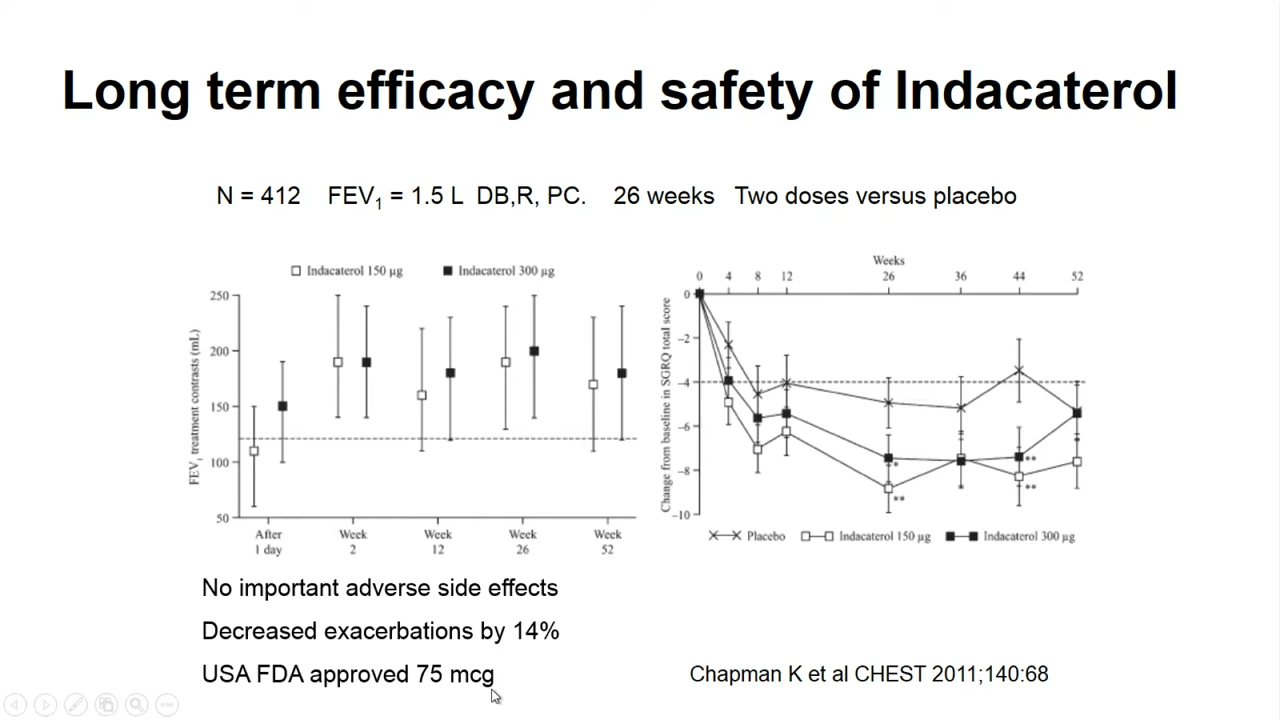 Long term efficacy and safety of Indacaterol
N = 412 FEV1 = 1.5 L DB,R, PC. 26 weeks Two doses versus placebo
Indacaterol 150 µg Indacaterol 300 µg
FEV1 treatment contrasts (mL)
250
200
150
100
50
After 1 day
Week 2
Week 12
Week 26
Week 52
Weeks
0 4 8 12 26 36 44 52
Change from baseline in SGRQ total score
0
−2
−4
−6
−8
−10
*
**
*
*
**
**
*
Placebo Indacaterol 150 µg Indacaterol 300 µg
No important adverse side effects
Decreased exacerbations by 14%
USA FDA approved 75 mcg
Chapman K et al CHEST 2011;140:68